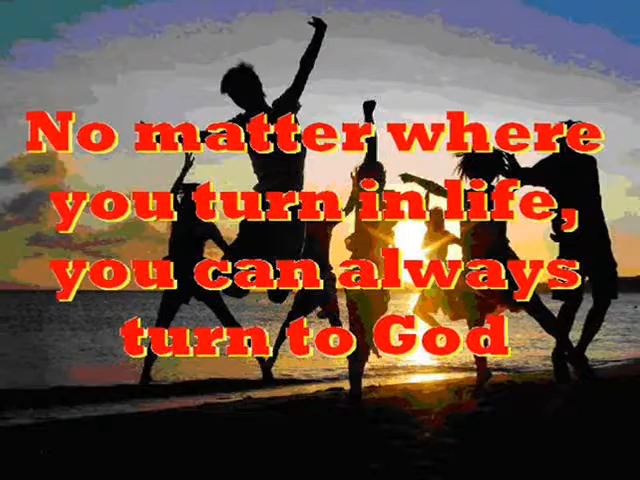 No matter where
you turn in life,
you can always
turn to God